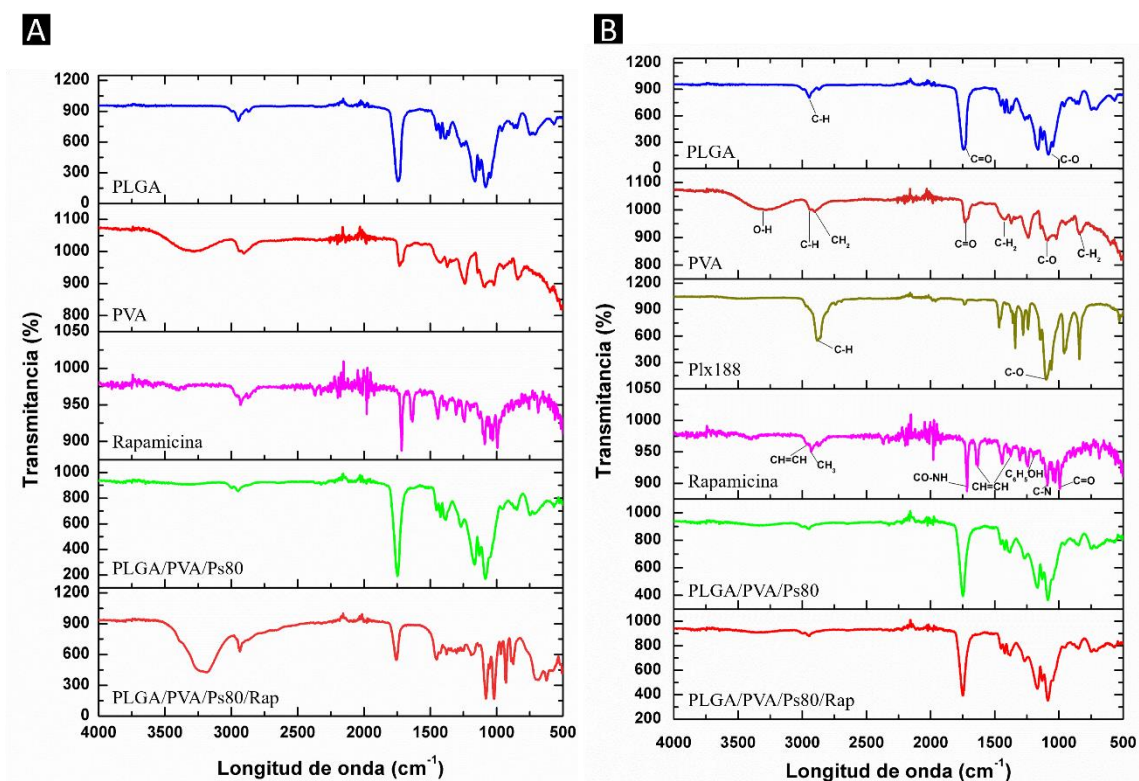 A
1200
900
600
300
0
PLGA
1100
1000
900
800
PVA
1050
1000
950
900
Rapamicina
1000
800
600
400
200
PLGA/PVA/Ps80
1200
900
600
300
0
PLGA/PVA/Ps80/Rap
Transmitancia (%)
4000 3500 3000 2500 2000 1500 1000 500
Longitud de onda (cm⁻¹)
B
1200
900
600
300
0
C-H
C=O
C-O
PLGA
1100
1000
900
800
O-H
C-H
CH₂
C=O
C-H₂
C-O
C-H₂
PVA
1200
900
600
300
C-H
C-O
Plx188
1050
1000
950
900
CH=CH
CH₃
CO-NH
CH=CH
C₆H₅OH
C-N
C=O
Rapamicina
1000
800
600
400
PLGA/PVA/Ps80
1000
800
600
400
200
PLGA/PVA/Ps80/Rap
Transmitancia (%)
4000 3500 3000 2500 2000 1500 1000 500
Longitud de onda (cm⁻¹)